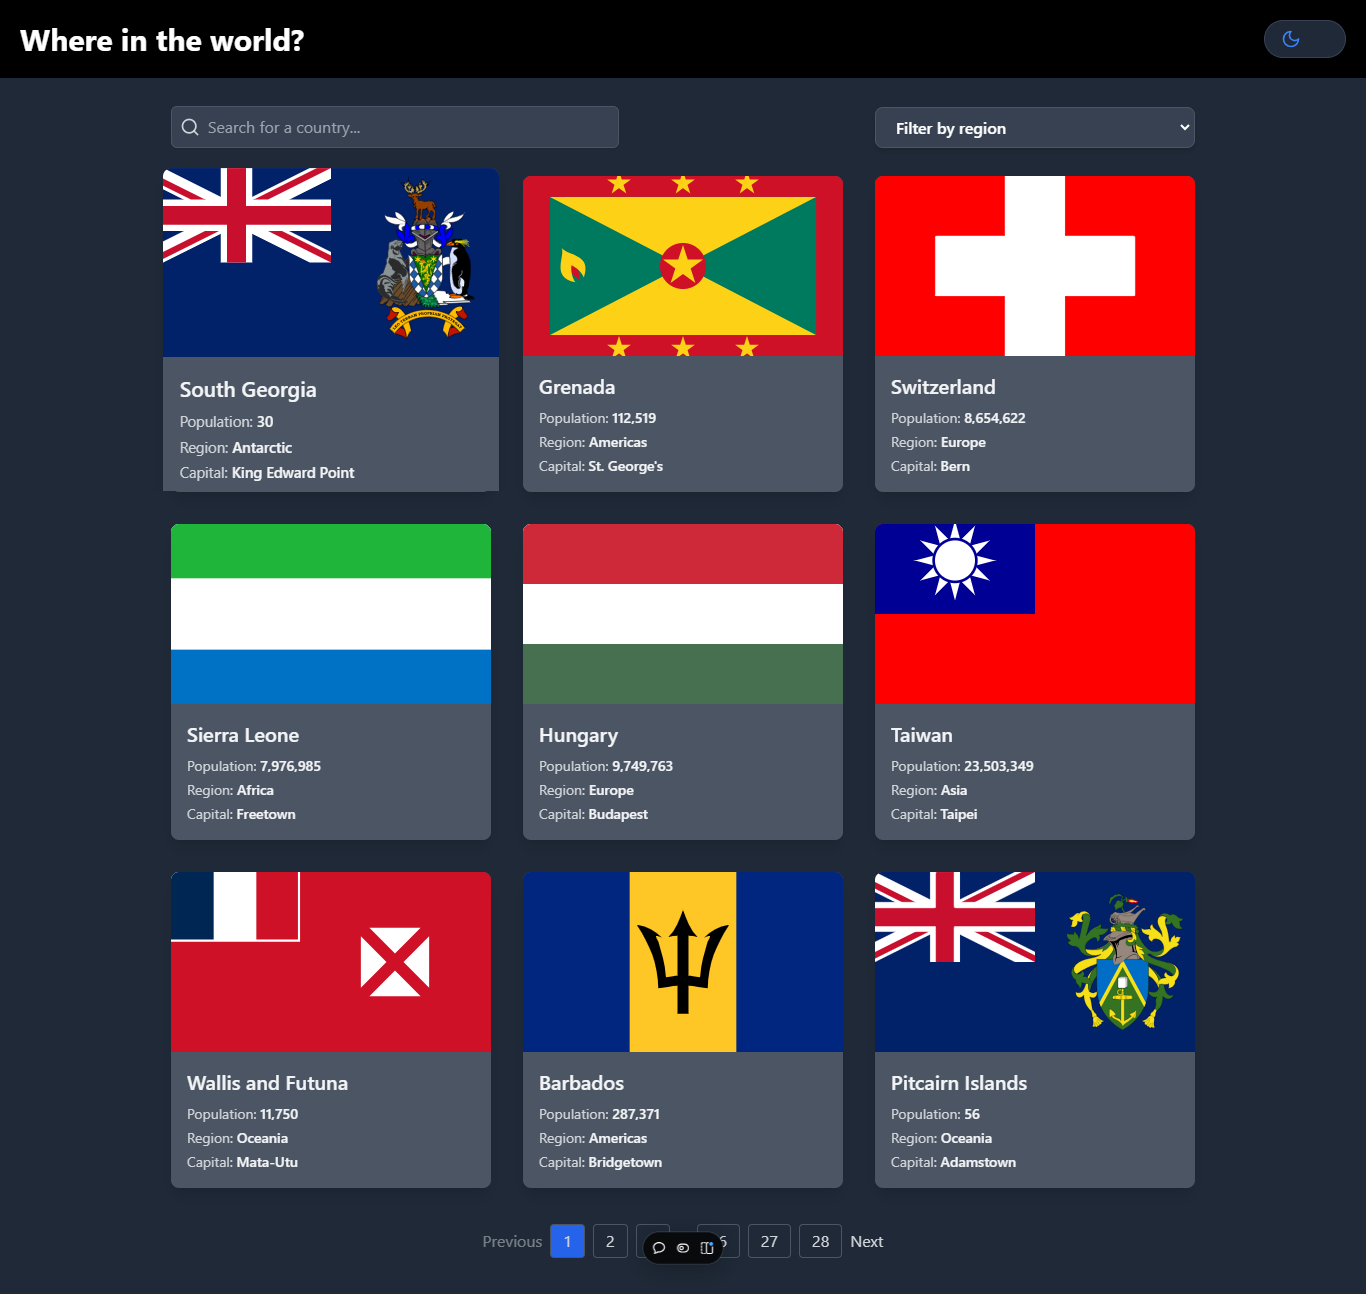 Where in the world?
Search for a country...
Filter by region
South Georgia
Population: 30
Region: Antarctic
Capital: King Edward Point
Grenada
Population: 112,519
Region: Americas
Capital: St. George's
Switzerland
Population: 8,654,622
Region: Europe
Capital: Bern
Sierra Leone
Population: 7,976,985
Region: Africa
Capital: Freetown
Hungary
Population: 9,749,763
Region: Europe
Capital: Budapest
Taiwan
Population: 23,503,349
Region: Asia
Capital: Taipei
Wallis and Futuna
Population: 11,750
Region: Oceania
Capital: Mata-Utu
Barbados
Population: 287,371
Region: Americas
Capital: Bridgetown
Pitcairn Islands
Population: 56
Region: Oceania
Capital: Adamstown
Previous 1 2 27 28 Next